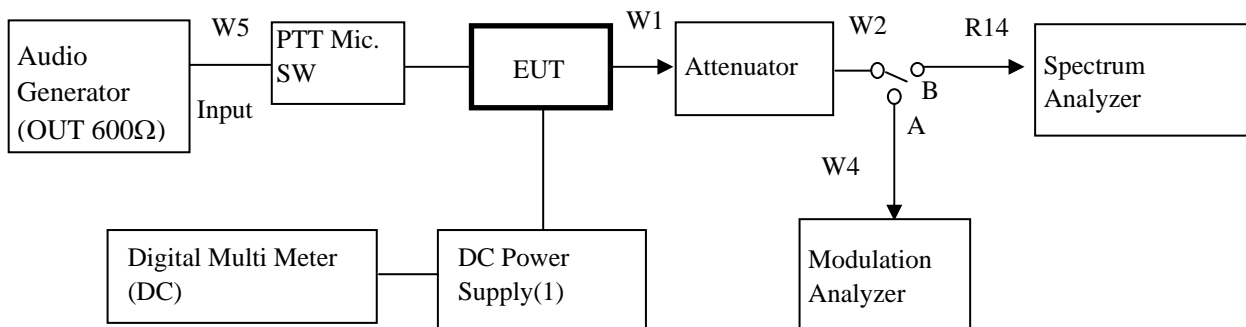 W5
W1
W2
R14
Audio
Generator
(OUT 600Ω)
Input
PTT Mic.
SW
EUT
Attenuator
B
A
Spectrum
Analyzer
W4
Digital Multi Meter
(DC)
DC Power
Supply(1)
Modulation
Analyzer